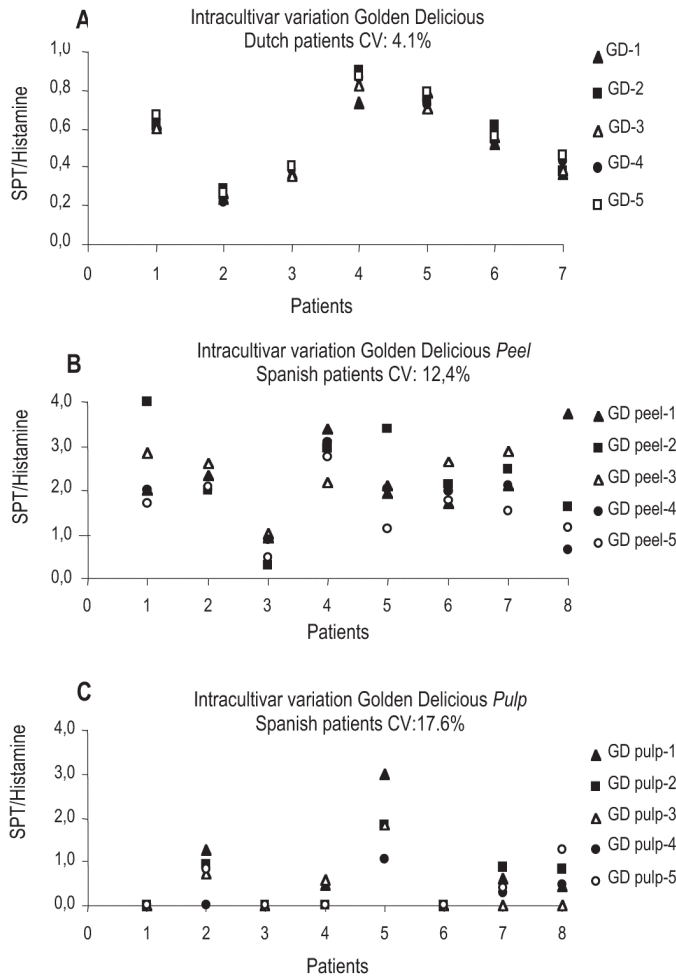 A
Intracultivar variation Golden Delicious
Dutch patients CV: 4.1%
SPT/Histamine
1,0
0,8
0,6
0,4
0,2
0,0
0 1 2 3 4 5 6 7
Patients
GD-1
GD-2
GD-3
GD-4
GD-5
B
Intracultivar variation Golden Delicious Peel
Spanish patients CV: 12,4%
SPT/Histamine
4,0
3,0
2,0
1,0
0,0
0 1 2 3 4 5 6 7 8
Patients
GD peel-1
GD peel-2
GD peel-3
GD peel-4
GD peel-5
C
Intracultivar variation Golden Delicious Pulp
Spanish patients CV:17.6%
SPT/Histamine
4,0
3,0
2,0
1,0
0,0
0 1 2 3 4 5 6 7 8
Patients
GD pulp-1
GD pulp-2
GD pulp-3
GD pulp-4
GD pulp-5